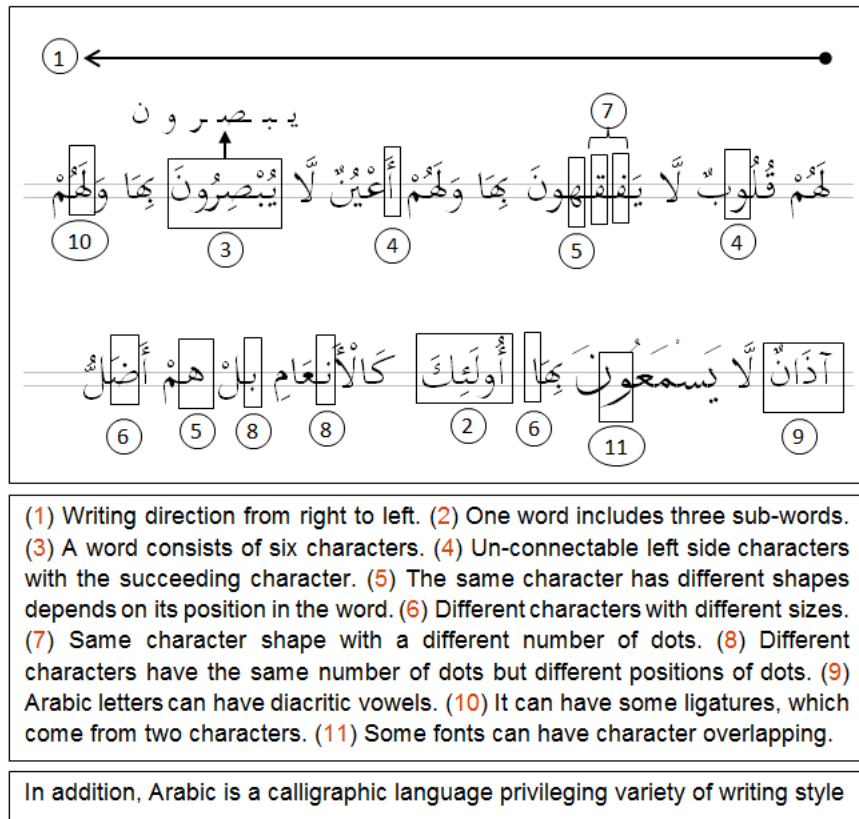 1
ي ب ص ر و ن
7
لَهُمْ قُلُوبٌ لَّا يَفْقَهُونَ بِهَا وَلَهُمْ أَعْيُنٌ لَّا يُبْصِرُونَ بِهَا وَلَهُمْ
4 5 4 3 10
آذَانٌ لَّا يَسْمَعُونَ بِهَا أُولَئِكَ كَالْأَنعَامِ بَلْ هُمْ أَضَلُّ
9 11 6 2 8 8 5 6
(1) Writing direction from right to left. (2) One word includes three sub-words.
(3) A word consists of six characters. (4) Un-connectable left side characters
with the succeeding character. (5) The same character has different shapes
depends on its position in the word. (6) Different characters with different sizes.
(7) Same character shape with a different number of dots. (8) Different
characters have the same number of dots but different positions of dots. (9)
Arabic letters can have diacritic vowels. (10) It can have some ligatures, which
come from two characters. (11) Some fonts can have character overlapping.
In addition, Arabic is a calligraphic language privileging variety of writing style